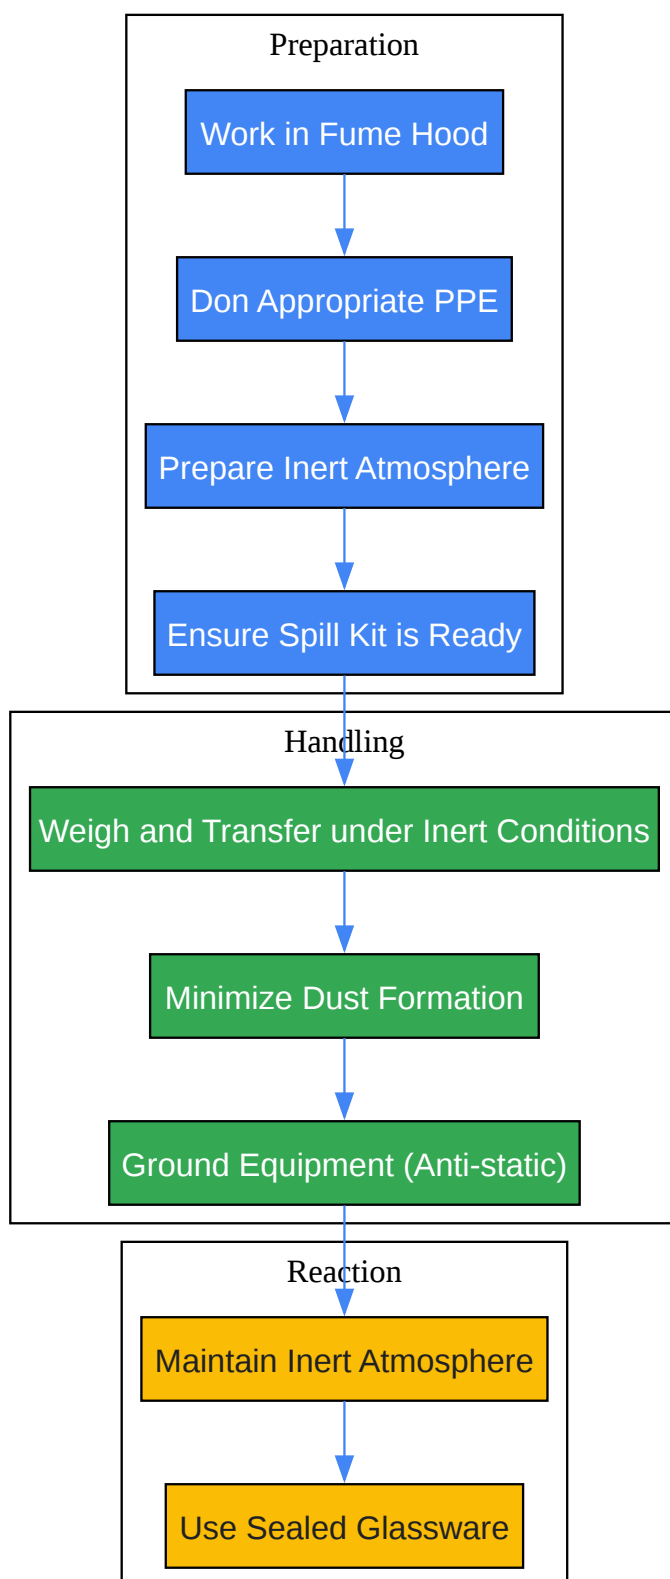 Preparation
Work in Fume Hood
Don Appropriate PPE
Prepare Inert Atmosphere
Ensure Spill Kit is Ready
Handling
Weigh and Transfer under Inert Conditions
Minimize Dust Formation
Ground Equipment (Anti-static)
Reaction
Maintain Inert Atmosphere
Use Sealed Glassware